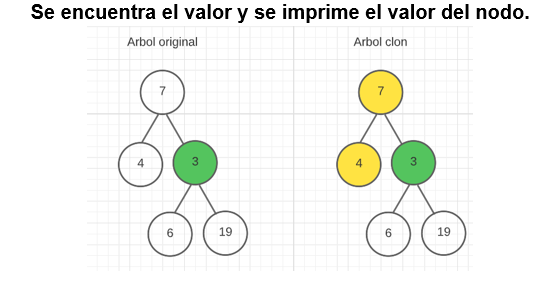 Se encuentra el valor y se imprime el valor del nodo.
Arbol original Arbol clon
7 7
4 3 4 3
6 19 6 19